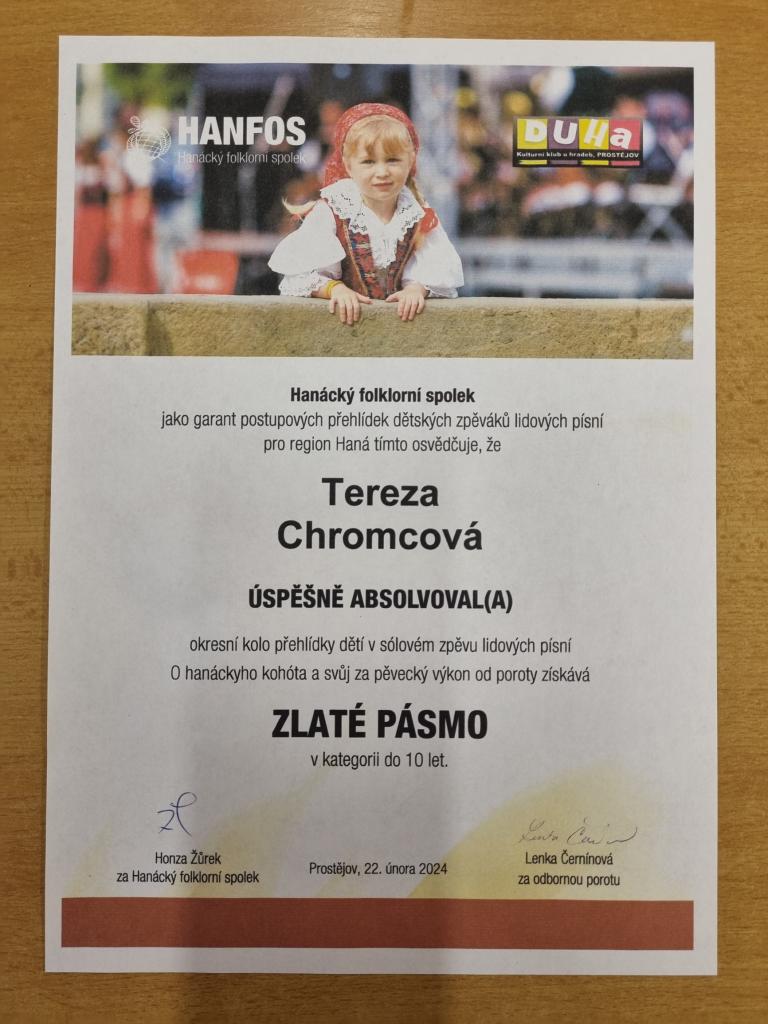 HANFOS
Hanácký folklorní spolek
DUHa
Kulturní klub u hradeb, PROSTĚJOV
Hanácký folklorní spolek
jako garant postupových přehlídek dětských zpěváků lidových písní
pro region Haná tímto osvědčuje, že
Tereza
Chromcová
ÚSPĚŠNĚ ABSOLVOVAL(A)
okresní kolo přehlídky dětí v sólovém zpěvu lidových písní
O hanáckyho kohóta a svůj za pěvecký výkon od poroty získává
ZLATÉ PÁSMO
v kategorii do 10 let.
Honza Žůrek
za Hanácký folklorní spolek
Prostějov, 22. února 2024
Lenka Černínová
za odbornou porotu